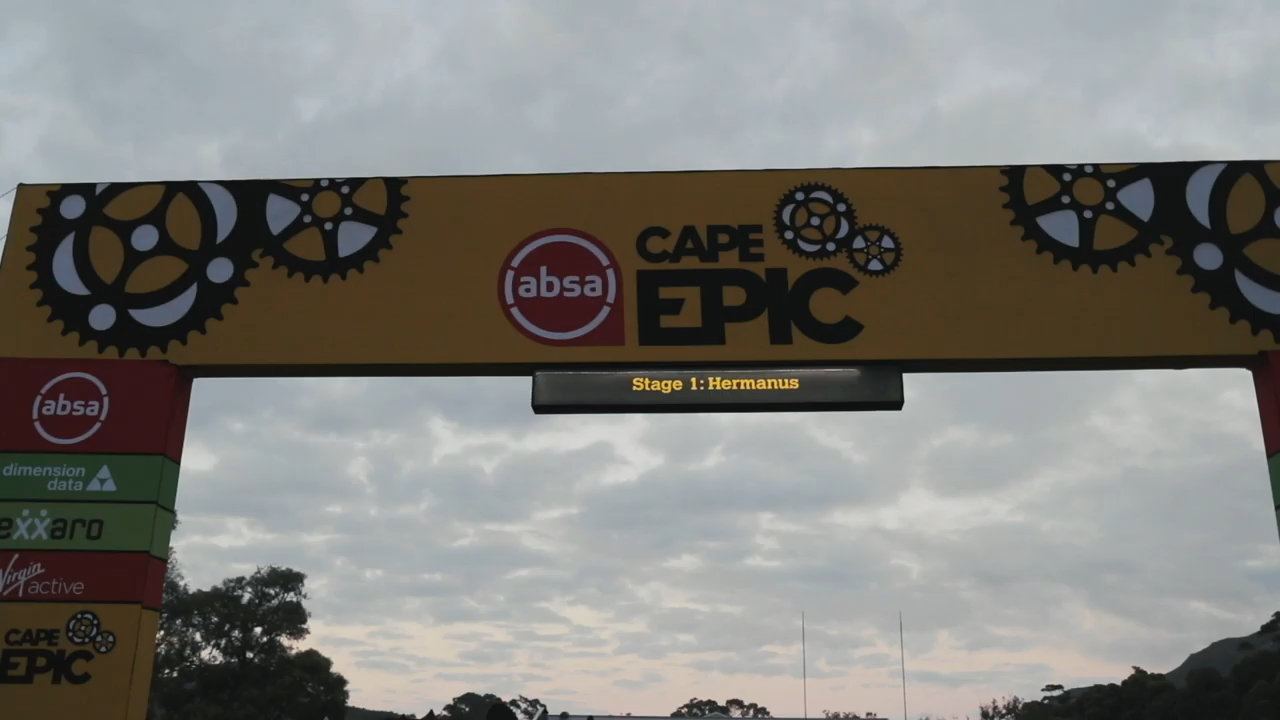 CAPE
absa
EPIC
Stage 1: Hermanus
absa
dimension
data
exxaro
Virgin active
CAPE
EPIC